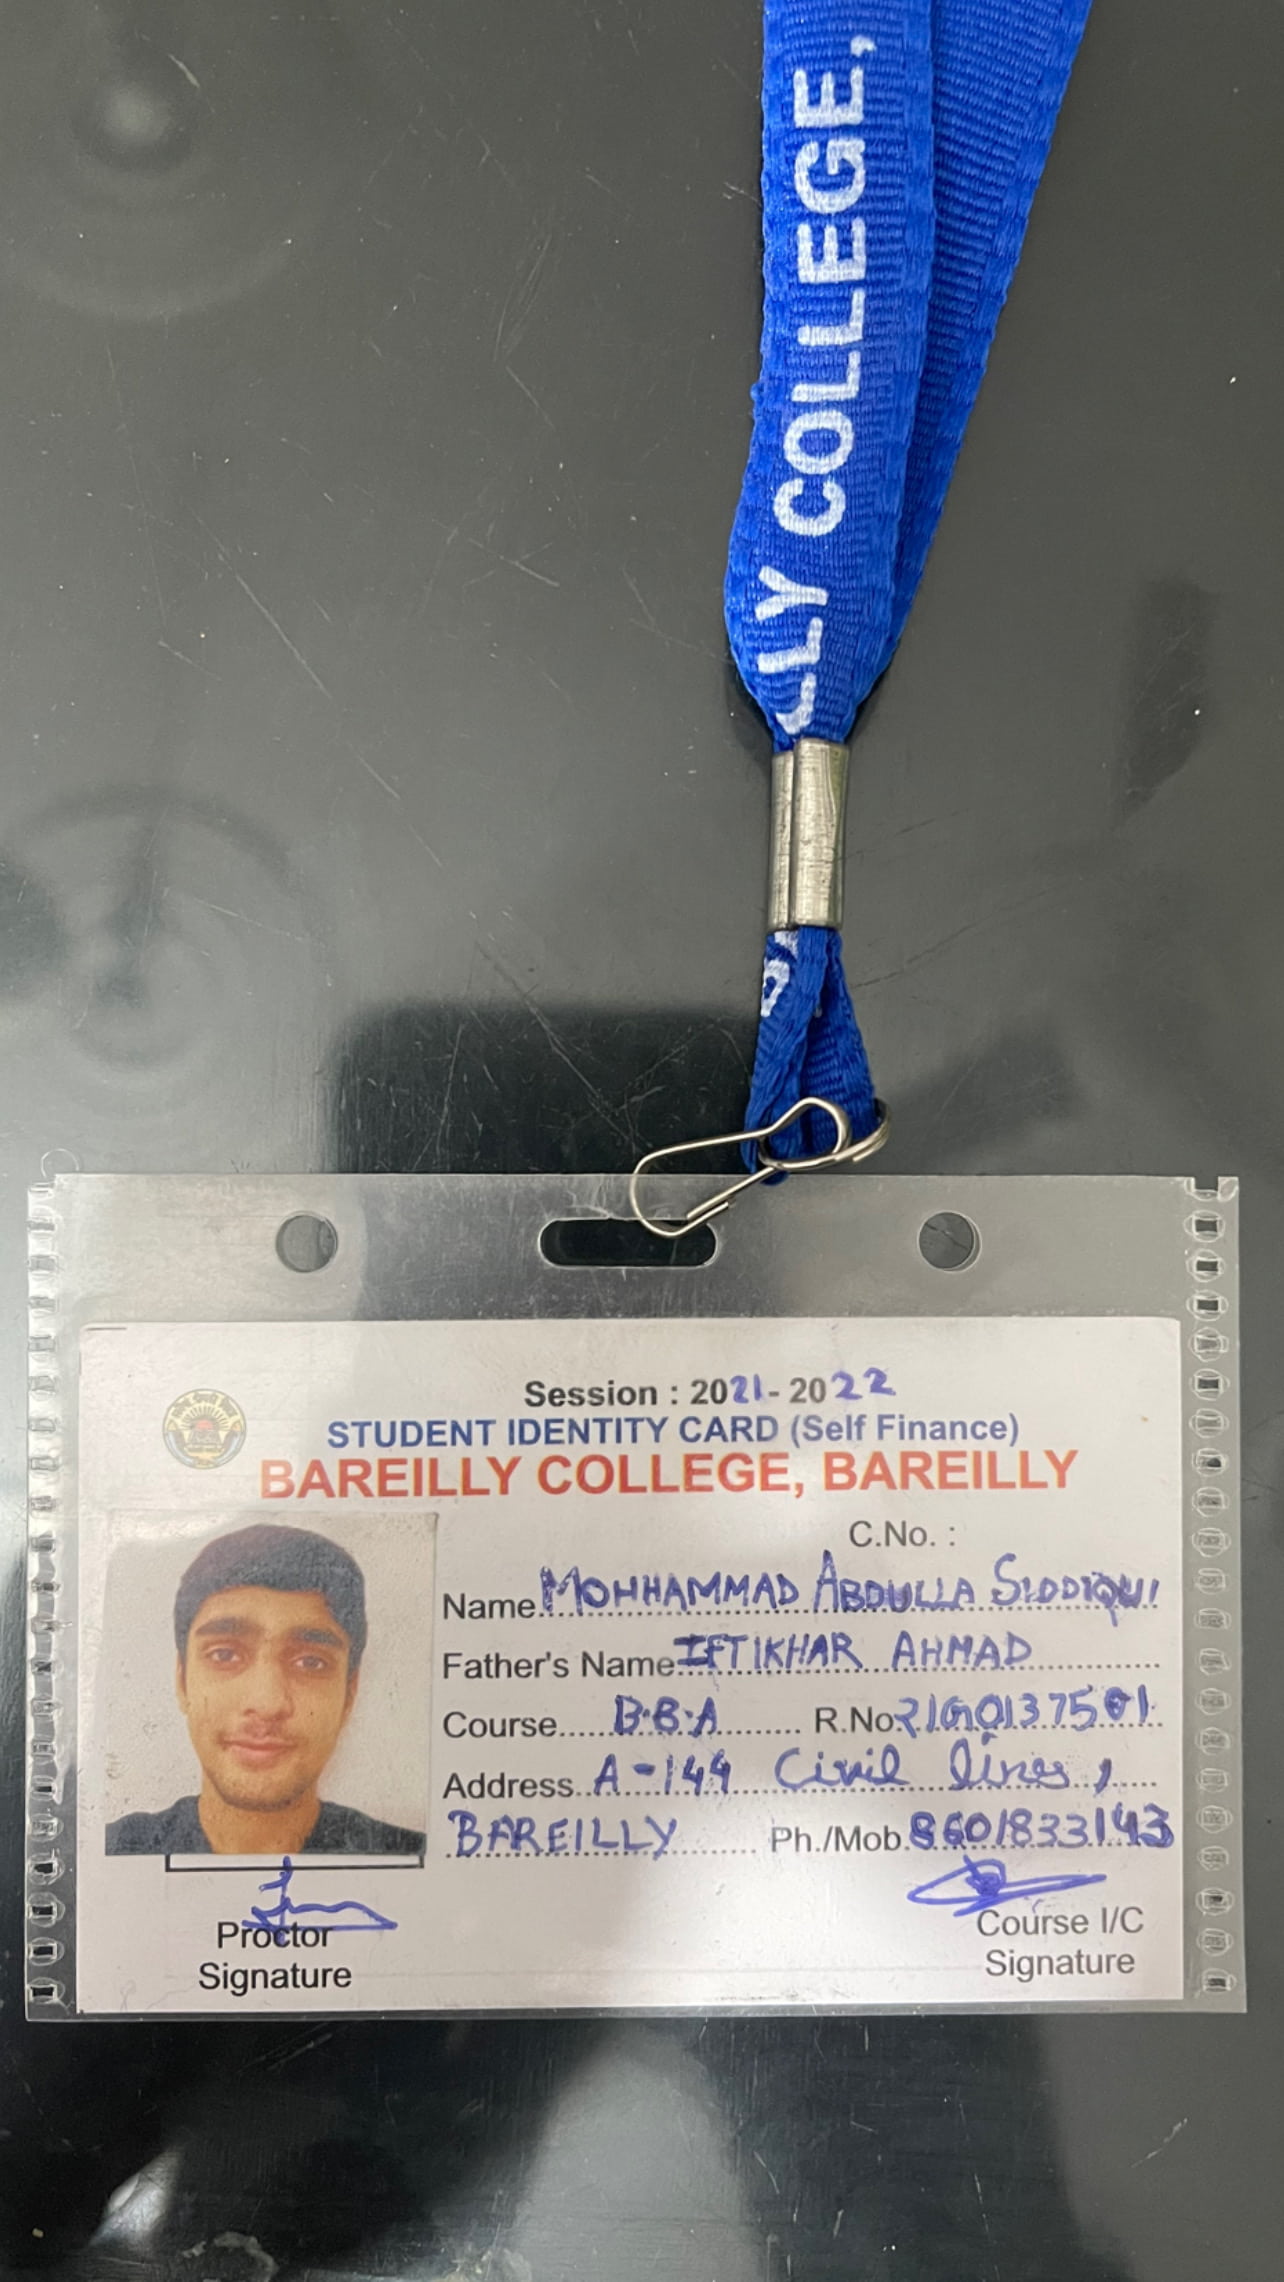 LLY COLLEGE,
BA
Session : 2021-2022
STUDENT IDENTITY CARD (Self Finance)
BAREILLY COLLEGE, BAREILLY
C.No. :
Name MOHHAMMAD ABDULLA SIDDIQUI
Father's Name IFTIKHAR AHMAD
Course B.B.A R.No 21G0137501
Address A-144 Civil lines,
BAREILLY Ph./Mob. 8601833143
Proctor Signature
Course I/C Signature